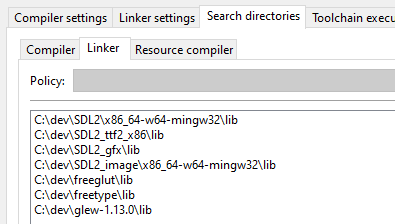 Compiler settings Linker settings Search directories Toolchain execu
Compiler Linker Resource compiler
Policy:
C:\dev\SDL2\x86_64-w64-mingw32\lib
C:\dev\SDL2_ttf2_x86\lib
C:\dev\SDL2_gfx\lib
C:\dev\SDL2_image\x86_64-w64-mingw32\lib
C:\dev\freeglut\lib
C:\dev\freetype\lib
C:\dev\glew-1.13.0\lib